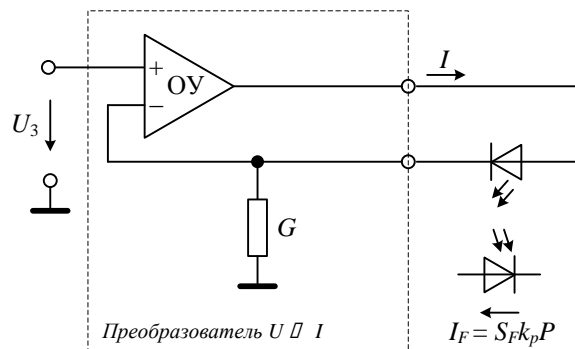 I
+
ОУ
−
U3
G
Преобразователь U  I
IF = SFkpP